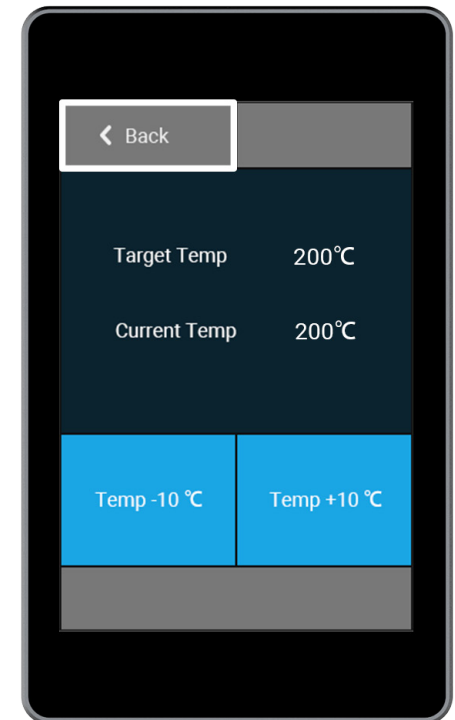 Back
Target Temp 200℃
Current Temp 200℃
Temp -10 ℃ Temp +10 ℃